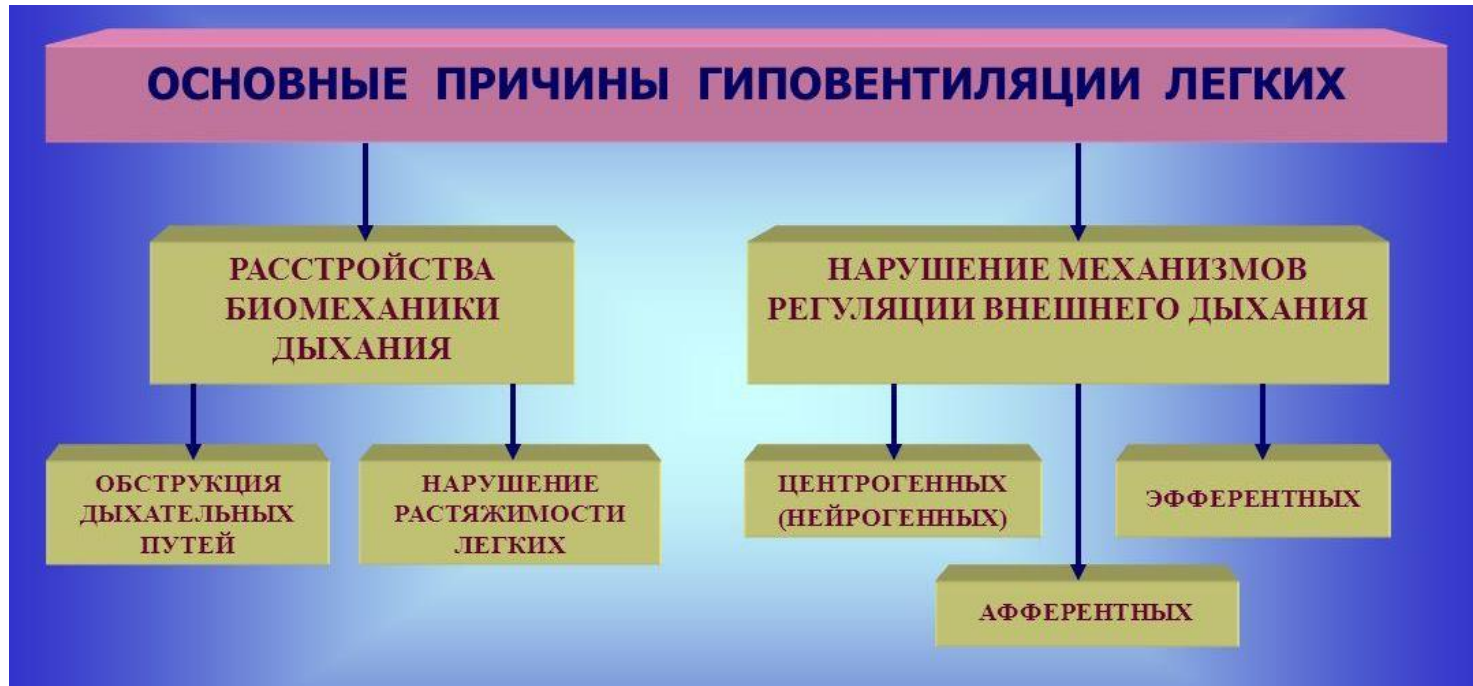 ОСНОВНЫЕ ПРИЧИНЫ ГИПОВЕНТИЛЯЦИИ ЛЕГКИХ
РАССТРОЙСТВА
БИОМЕХАНИКИ
ДЫХАНИЯ
НАРУШЕНИЕ МЕХАНИЗМОВ
РЕГУЛЯЦИИ ВНЕШНЕГО ДЫХАНИЯ
ОБСТРУКЦИЯ
ДЫХАТЕЛЬНЫХ
ПУТЕЙ
НАРУШЕНИЕ
РАСТЯЖИМОСТИ
ЛЕГКИХ
ЦЕНТРОГЕННЫХ
(НЕЙРОГЕННЫХ)
ЭФФЕРЕНТНЫХ
АФФЕРЕНТНЫХ